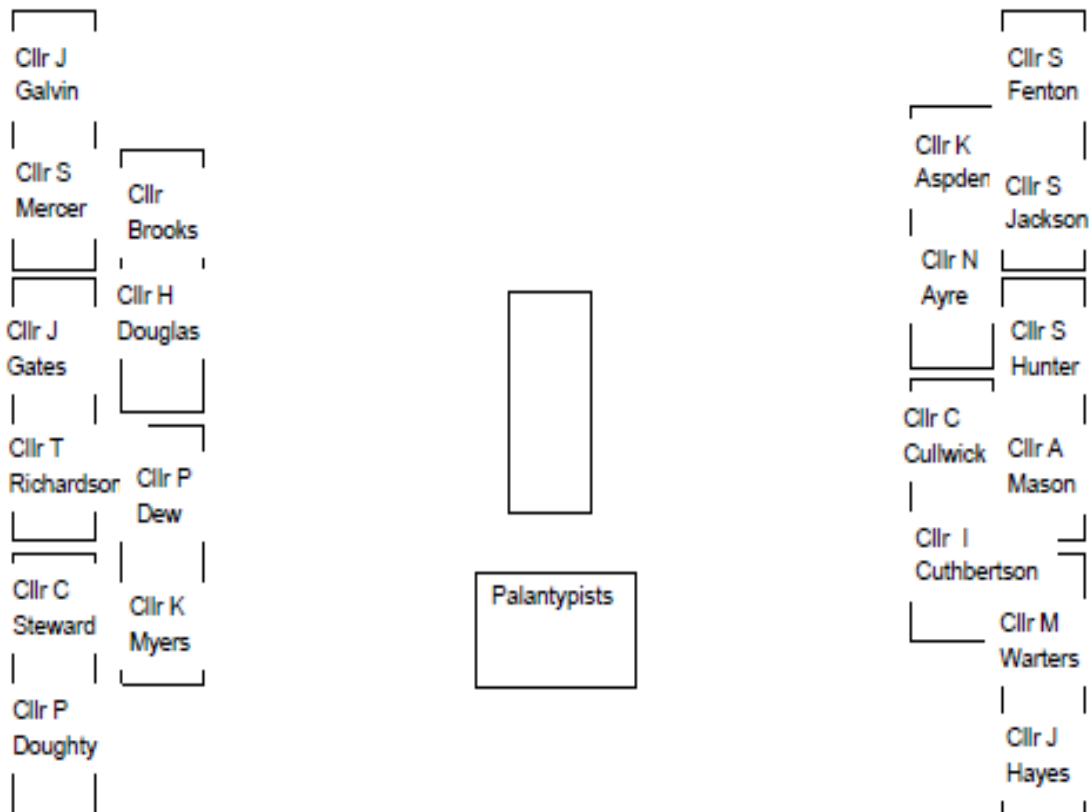 Cllr J
Galvin
Cllr S
Mercer
Cllr J
Gates
Cllr T
Richardson
Cllr C
Steward
Cllr P
Doughty
Cllr
Brooks
Cllr H
Douglas
Cllr P
Dew
Cllr K
Myers
Palantypists
Cllr K
Aspden
Cllr N
Ayre
Cllr C
Cullwick
Cllr I
Cuthbertson
Cllr S
Fenton
Cllr S
Jackson
Cllr S
Hunter
Cllr A
Mason
Cllr M
Warters
Cllr J
Hayes